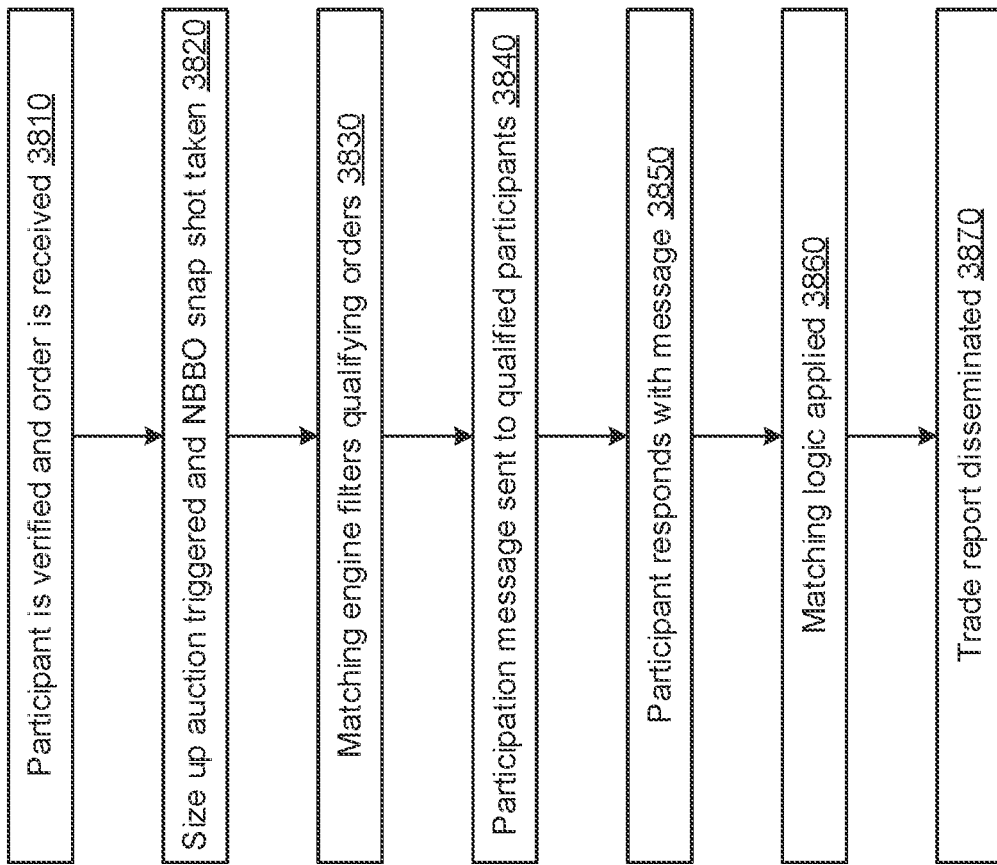 Participant is verified and order is received 3810
Size up auction triggered and NBBO snap shot taken 3820
Matching engine filters qualifying orders 3830
Participation message sent to qualified participants 3840
Participant responds with message 3850
Matching logic applied 3860
Trade report disseminated 3870